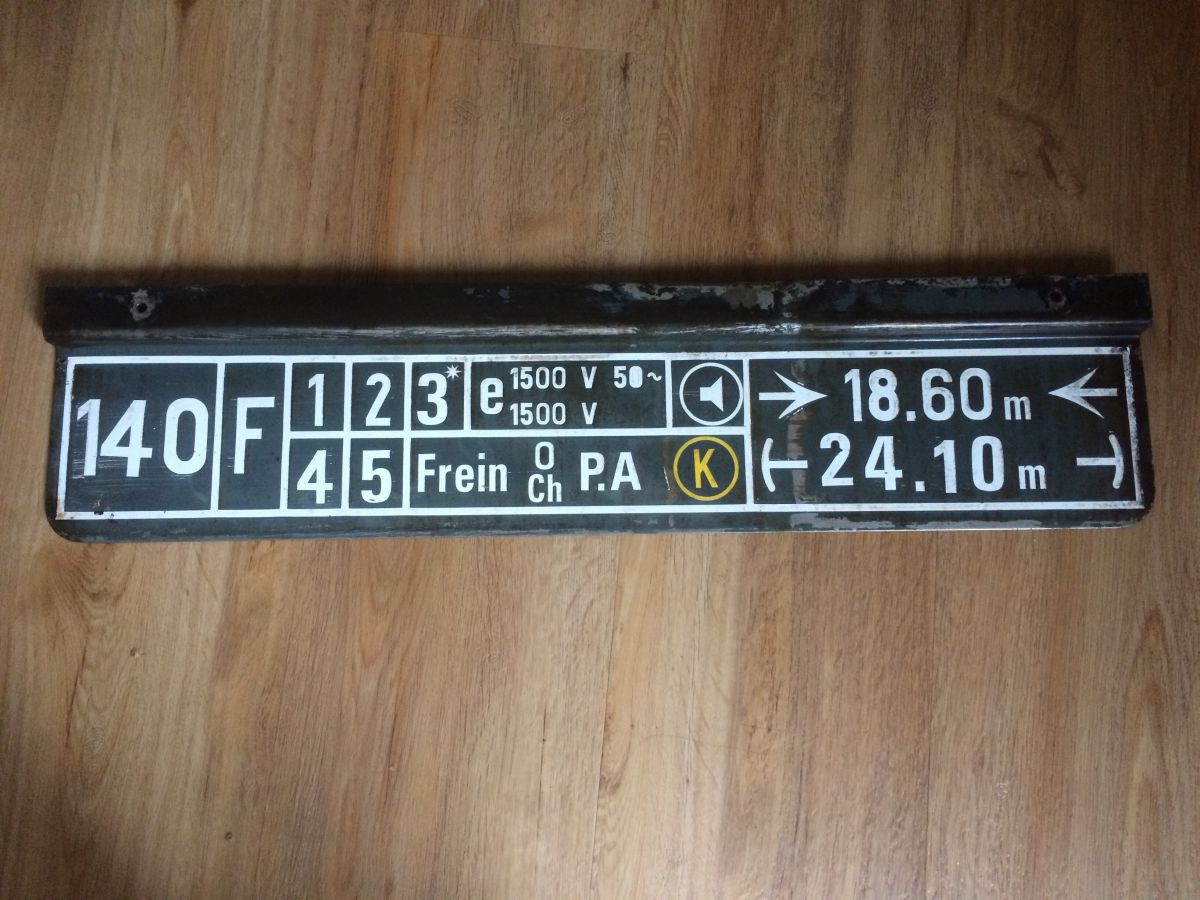 140 F 1 2 3* e 1500 V 50~ 18.60 m
1500 V
4 5 Frein O Ch P.A K 24.10 m